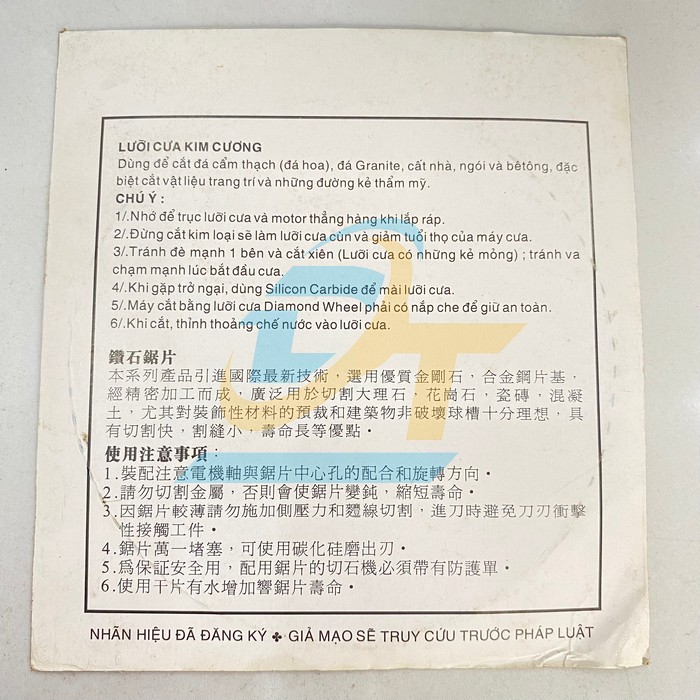 LƯỠI CƯA KIM CƯƠNG
Dùng để cắt đá cẩm thạch (đá hoa), đá Granite, cất nhà, ngói và bêtông, đặc
biệt cắt vật liệu trang trí và những đường kẻ thẩm mỹ.
CHÚ Ý :
1/.Nhớ để trục lưỡi cưa và motor thẳng hàng khi lắp ráp.
2/.Đừng cắt kim loại sẽ làm lưỡi cưa cùn và giảm tuổi thọ của máy cưa.
3/.Tránh đè mạnh 1 bên và cắt xiên (Lưỡi cưa có những kẻ mỏng) ; tránh va
chạm mạnh lúc bắt đầu cưa.
4/.Khi gặp trở ngại, dùng Silicon Carbide để mài lưỡi cưa.
5/.Máy cắt bằng lưỡi cưa Diamond Wheel phải có nắp che để giữ an toàn.
6/.Khi cắt, thỉnh thoảng chế nước vào lưỡi cưa.
鑽石鋸片
本系列產品引進國際最新技術，選用優質金剛石，合金鋼片基，
經精密加工而成，廣泛用於切割大理石，花崗石，瓷磚，混凝
土，尤其對裝飾性材料的預裁和建築物非破壞球槽十分理想，具
有切割快，割縫小，壽命長等優點．
使用注意事項：
1.裝配注意電機軸與鋸片中心孔的配合和旋轉方向．
2.請勿切割金屬，否則會使鋸片變鈍，縮短壽命．
3.因鋸片較薄請勿施加側壓力和麵線切割，進刀時避免刀刃衝擊
性接觸工件．
4.鋸片萬一堵塞，可使用碳化硅磨出刃．
5.爲保証安全用，配用鋸片的切石機必須帶有防護單．
6.使用干片有水增加響鋸片壽命．
NHÃN HIỆU ĐÃ ĐĂNG KÝ ✤ GIẢ MẠO SẼ TRUY CỨU TRƯỚC PHÁP LUẬT
DT